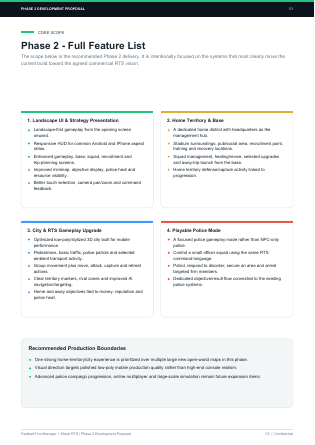 PHASE 2 DEVELOPMENT PROPOSAL
CORE SCOPE
Phase 2 - Full Feature List
The scope below is the recommended Phase 2 delivery. It is intentionally focused on the systems that most clearly move the
current build toward the agreed commercial RTS vision.
1. Landscape UI & Strategy Presentation
Landscape-first gameplay from the opening screen
onward.
Responsive HUD for common Android and iPhone aspect
ratios.
Enhanced gameplay, base, squad, recruitment and
trip-planning screens.
Improved minimap, objective display, police heat and
resource visibility.
Better touch selection, camera pan/zoom and command
feedback.
2. Home Territory & Base
A dedicated home district with headquarters as the
management hub.
Stadium surroundings, pub/social area, recruitment point,
training and recovery locations.
Squad management, healing/revive, selected upgrades
and away-trip launch from the base.
Home territory defense/capture activity linked to
progression.
3. City & RTS Gameplay Upgrade
Optimized low-poly/stylized 3D city built for mobile
performance.
Pedestrians, basic traffic, police patrols and selected
ambient transport activity.
Group movement plus move, attack, capture and retreat
actions.
Clear territory markers, rival zones and improved AI
navigation/targeting.
Home and away objectives tied to money, reputation and
police heat.
4. Playable Police Mode
A focused police gameplay mode rather than NPC-only
police.
Control a small officer squad using the same RTS
command language.
Patrol, respond to disorder, secure an area and arrest
targeted firm members.
Dedicated objective/result flow connected to the existing
police systems.
Recommended Production Boundaries
One strong home-territory/city experience is prioritized over multiple large new open-world maps in this phase.
Visual direction targets polished low-poly mobile production quality rather than high-end console realism.
Advanced police campaign progression, online multiplayer and large-scale simulation remain future expansion items.
Football Firm Manager + Street RTS | Phase 2 Development Proposal
| Confidential